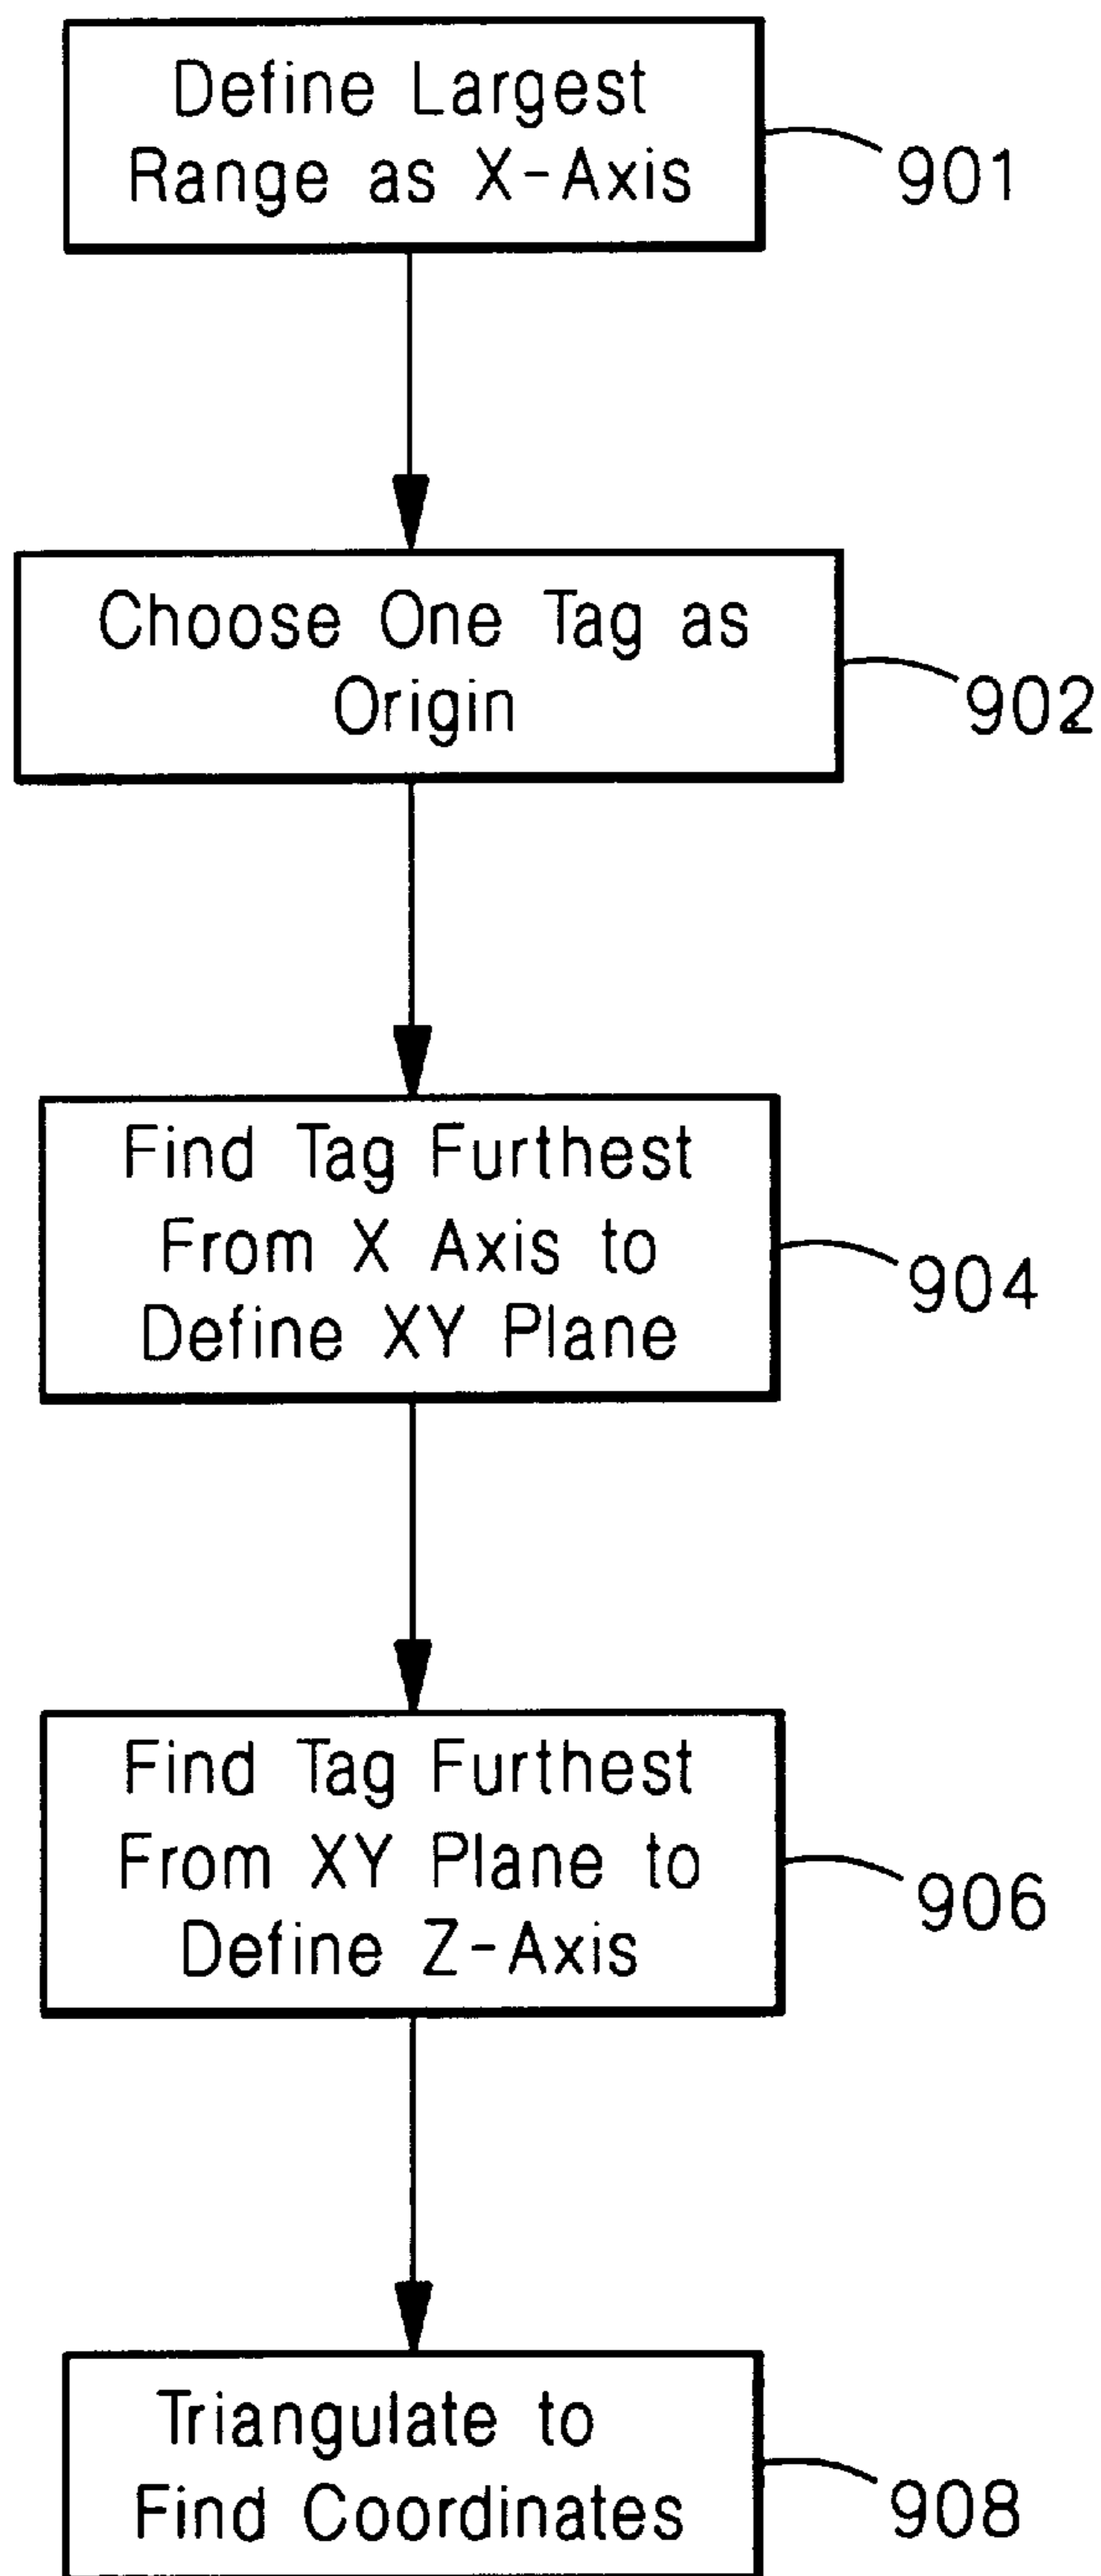 Define Largest
Range as X-Axis
901
Choose One Tag as
Origin
902
Find Tag Furthest
From X Axis to
Define XY Plane
904
Find Tag Furthest
From XY Plane to
Define Z-Axis
906
Triangulate to
Find Coordinates
908